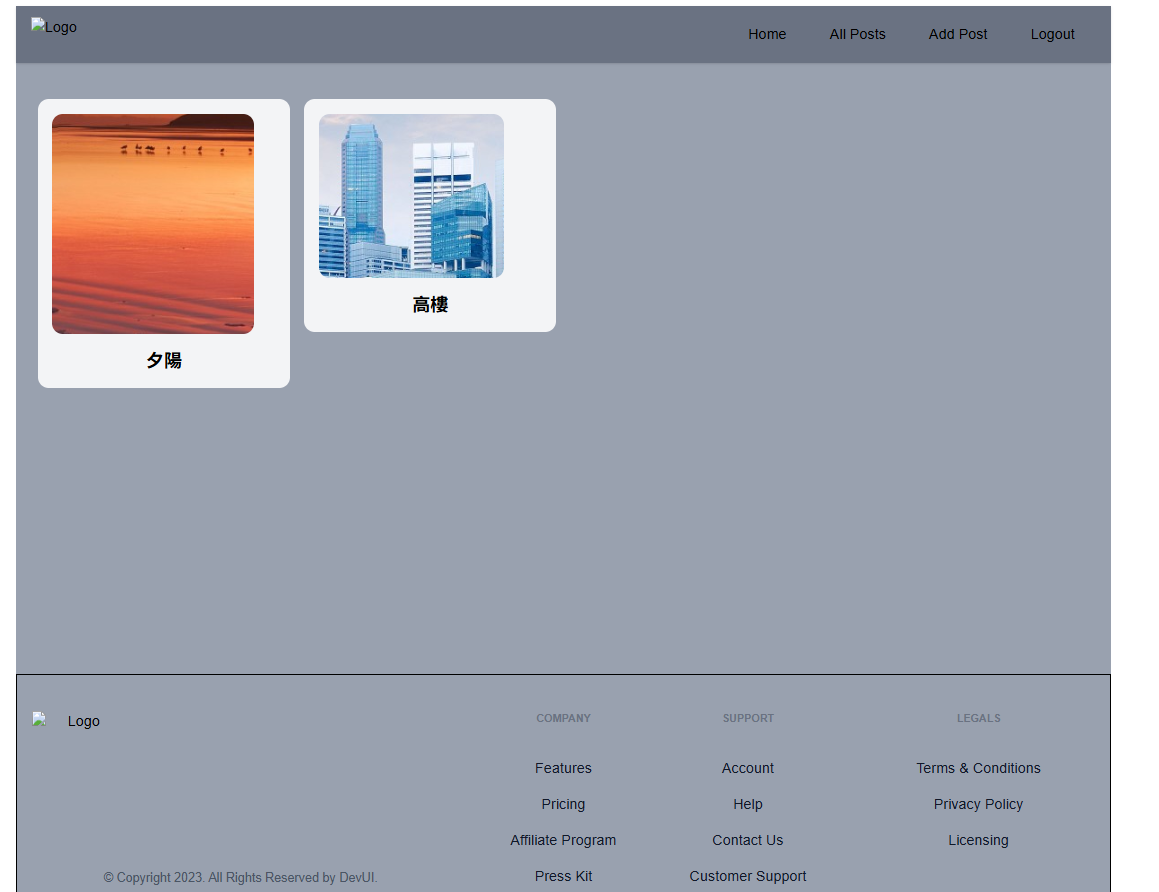 Logo
Home
All Posts
Add Post
Logout
夕陽
高樓
Logo
© Copyright 2023. All Rights Reserved by DevUI.
COMPANY
Features
Pricing
Affiliate Program
Press Kit
SUPPORT
Account
Help
Contact Us
Customer Support
LEGALS
Terms & Conditions
Privacy Policy
Licensing